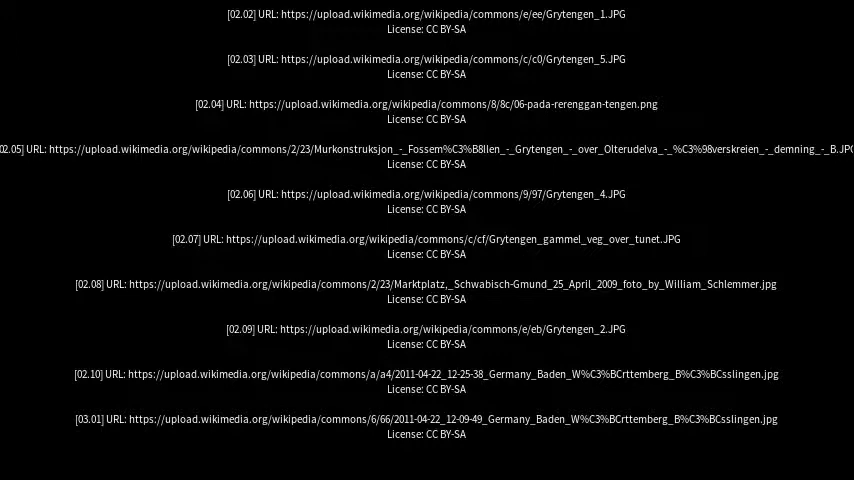 [02.02] URL: https://upload.wikimedia.org/wikipedia/commons/e/ee/Grytengen_1.JPG
License: CC BY-SA
[02.03] URL: https://upload.wikimedia.org/wikipedia/commons/c/c0/Grytengen_5.JPG
License: CC BY-SA
[02.04] URL: https://upload.wikimedia.org/wikipedia/commons/8/8c/06-pada-rerenggan-tengen.png
License: CC BY-SA
02.05] URL: https://upload.wikimedia.org/wikipedia/commons/2/23/Murkonstruksjon_-_Fossem%C3%B8llen_-_Grytengen_-_over_Olterudelva_-_%C3%98verskreien_-_demning_-_B.JPG
License: CC BY-SA
[02.06] URL: https://upload.wikimedia.org/wikipedia/commons/9/97/Grytengen_4.JPG
License: CC BY-SA
[02.07] URL: https://upload.wikimedia.org/wikipedia/commons/c/cf/Grytengen_gammel_veg_over_tunet.JPG
License: CC BY-SA
[02.08] URL: https://upload.wikimedia.org/wikipedia/commons/2/23/Marktplatz,_Schwabisch-Gmund_25_April_2009_foto_by_William_Schlemmer.jpg
License: CC BY-SA
[02.09] URL: https://upload.wikimedia.org/wikipedia/commons/e/eb/Grytengen_2.JPG
License: CC BY-SA
[02.10] URL: https://upload.wikimedia.org/wikipedia/commons/a/a4/2011-04-22_12-25-38_Germany_Baden_W%C3%BCrttemberg_B%C3%BCsslingen.jpg
License: CC BY-SA
[03.01] URL: https://upload.wikimedia.org/wikipedia/commons/6/66/2011-04-22_12-09-49_Germany_Baden_W%C3%BCrttemberg_B%C3%BCsslingen.jpg
License: CC BY-SA